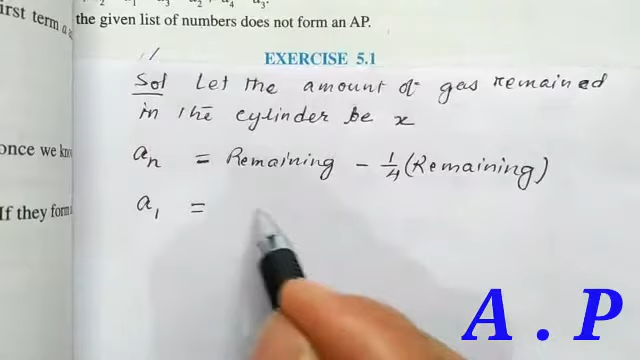 irst term a
the given list of numbers does not form an AP.
EXERCISE 5.1
Sol Let the amount of gas remained
in the cylinder be x
once we know
an = Remaining - 1/4 (Remaining)
If they form
a1 =
A . P